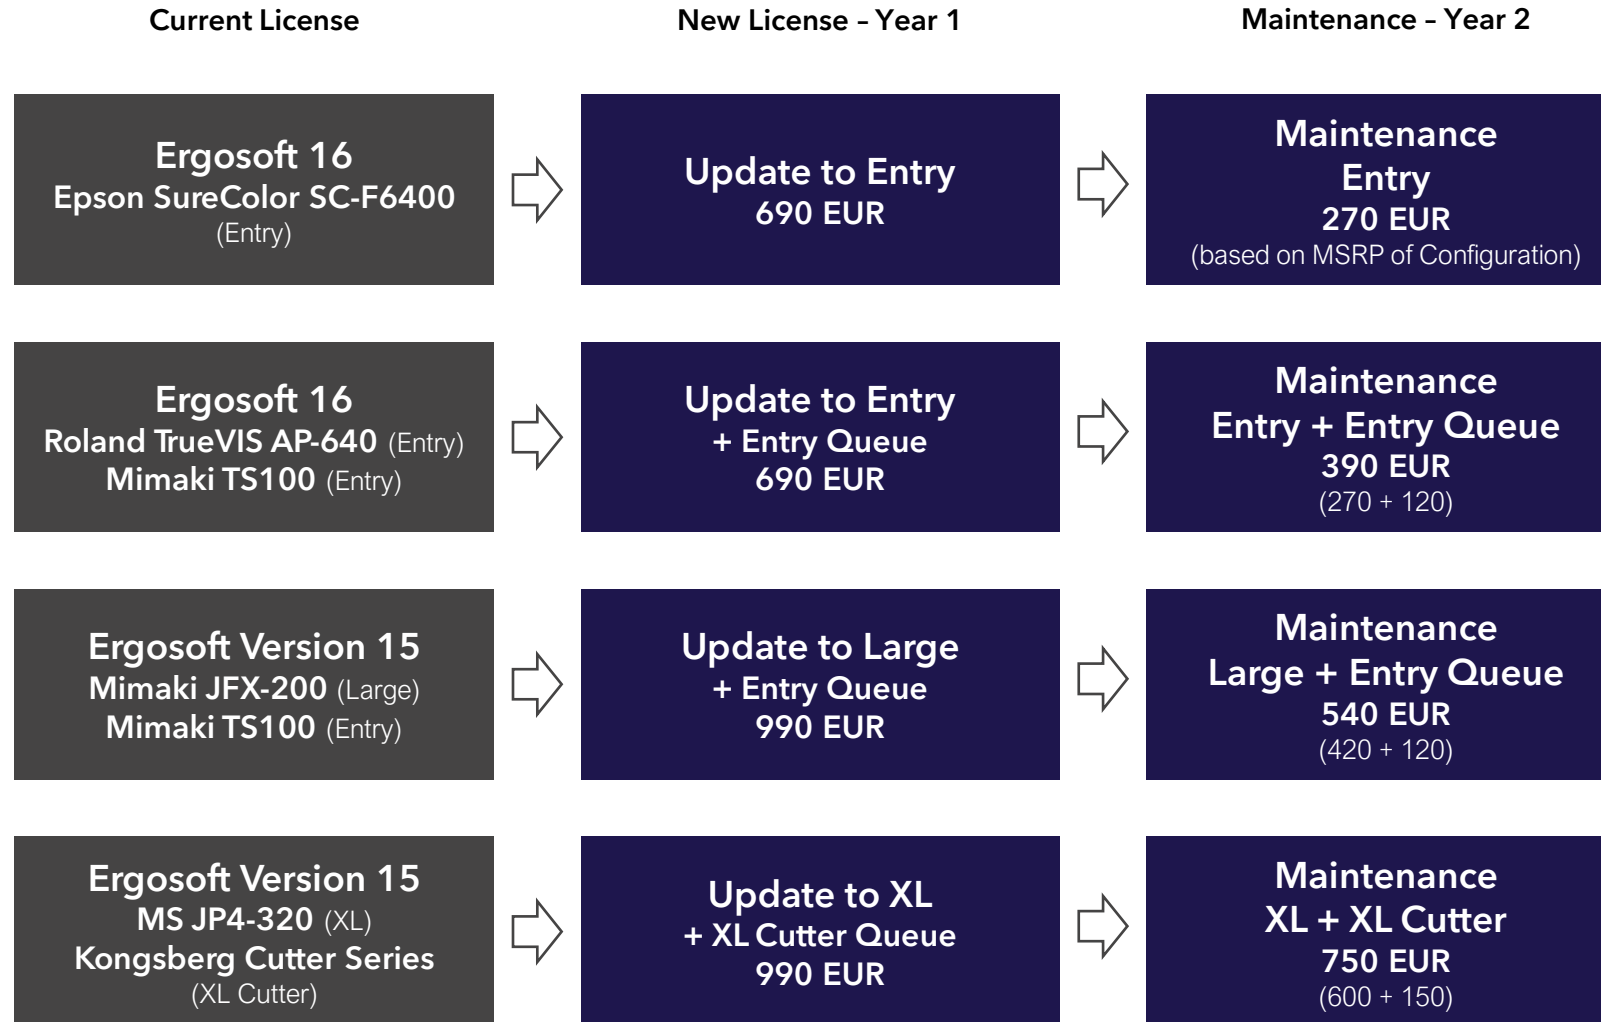 Current License
New License – Year 1
Maintenance – Year 2
Ergosoft 16
Epson SureColor SC-F6400
(Entry)
Update to Entry
690 EUR
Maintenance
Entry
270 EUR
(based on MSRP of Configuration)
Ergosoft 16
Roland TrueVIS AP-640 (Entry)
Mimaki TS100 (Entry)
Update to Entry
+ Entry Queue
690 EUR
Maintenance
Entry + Entry Queue
390 EUR
(270 + 120)
Ergosoft Version 15
Mimaki JFX-200 (Large)
Mimaki TS100 (Entry)
Update to Large
+ Entry Queue
990 EUR
Maintenance
Large + Entry Queue
540 EUR
(420 + 120)
Ergosoft Version 15
MS JP4-320 (XL)
Kongsberg Cutter Series
(XL Cutter)
Update to XL
+ XL Cutter Queue
990 EUR
Maintenance
XL + XL Cutter
750 EUR
(600 + 150)